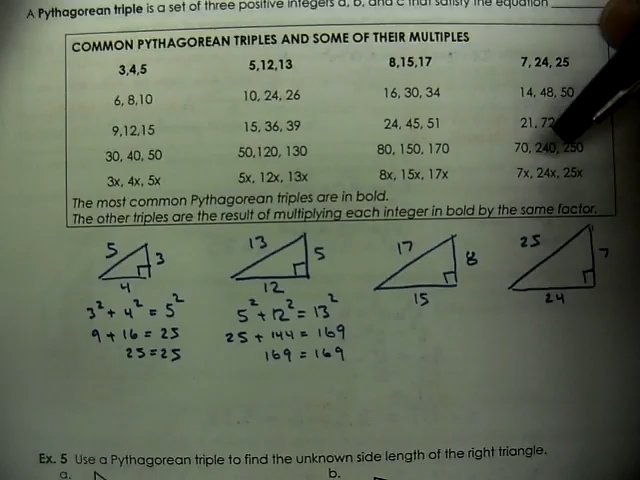 A Pythagorean triple is a set of three positive integers a, b, and c that satisfy the equation
COMMON PYTHAGOREAN TRIPLES AND SOME OF THEIR MULTIPLES
3,4,5 5,12,13 8,15,17 7, 24, 25
6, 8,10 10, 24, 26 16, 30, 34 14, 48, 50
9,12,15 15, 36, 39 24, 45, 51 21, 72
30, 40, 50 50,120, 130 80, 150, 170 70, 240, 250
3x, 4x, 5x 5x, 12x, 13x 8x, 15x, 17x 7x, 24x, 25x
The most common Pythagorean triples are in bold.
The other triples are the result of multiplying each integer in bold by the same factor.
5 3 4
13 5 12
17 8 15
25 7 24
3² + 4² = 5² 5² + 12² = 13²
9 + 16 = 25 25 + 144 = 169
25 = 25 169 = 169
Ex. 5 Use a Pythagorean triple to find the unknown side length of the right triangle.
a. b.